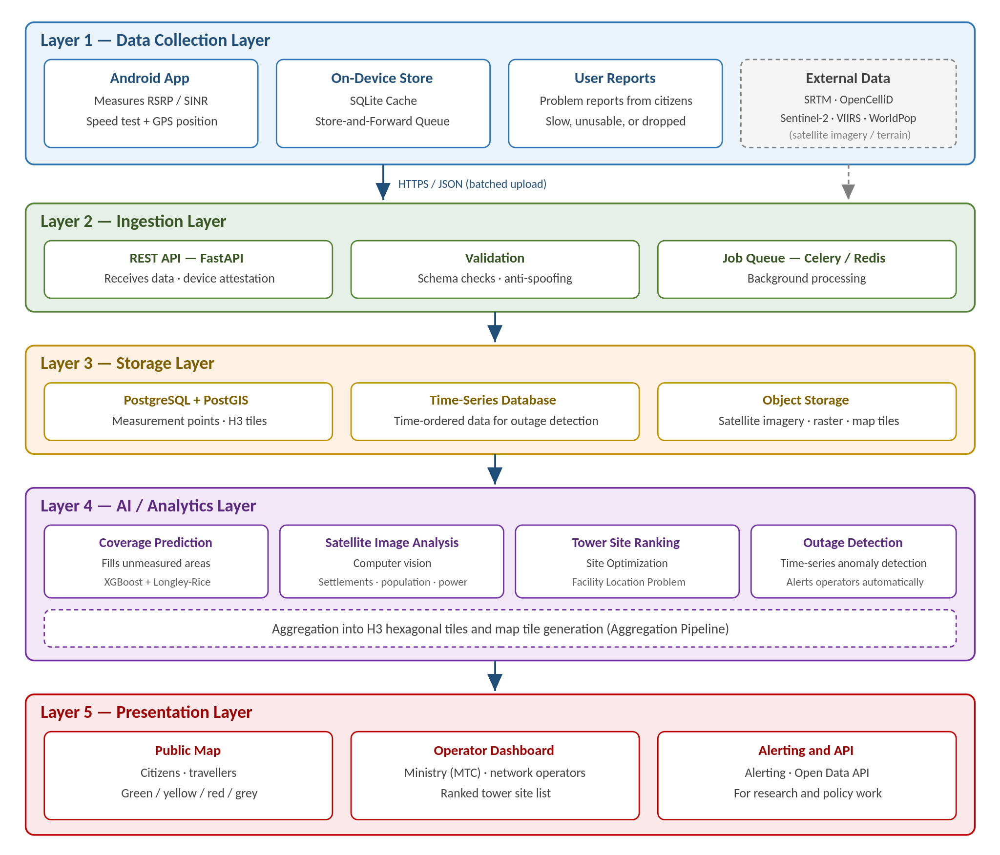 Layer 1 — Data Collection Layer
Android App
Measures RSRP / SINR
Speed test + GPS position
On-Device Store
SQLite Cache
Store-and-Forward Queue
User Reports
Problem reports from citizens
Slow, unusable, or dropped
External Data
SRTM · OpenCelliD
Sentinel-2 · VIIRS · WorldPop
(satellite imagery / terrain)
HTTPS / JSON (batched upload)
Layer 2 — Ingestion Layer
REST API — FastAPI
Receives data · device attestation
Validation
Schema checks · anti-spoofing
Job Queue — Celery / Redis
Background processing
Layer 3 — Storage Layer
PostgreSQL + PostGIS
Measurement points · H3 tiles
Time-Series Database
Time-ordered data for outage detection
Object Storage
Satellite imagery · raster · map tiles
Layer 4 — AI / Analytics Layer
Coverage Prediction
Fills unmeasured areas
XGBoost + Longley-Rice
Satellite Image Analysis
Computer vision
Settlements · population · power
Tower Site Ranking
Site Optimization
Facility Location Problem
Outage Detection
Time-series anomaly detection
Alerts operators automatically
Aggregation into H3 hexagonal tiles and map tile generation (Aggregation Pipeline)
Layer 5 — Presentation Layer
Public Map
Citizens · travellers
Green / yellow / red / grey
Operator Dashboard
Ministry (MTC) · network operators
Ranked tower site list
Alerting and API
Alerting · Open Data API
For research and policy work